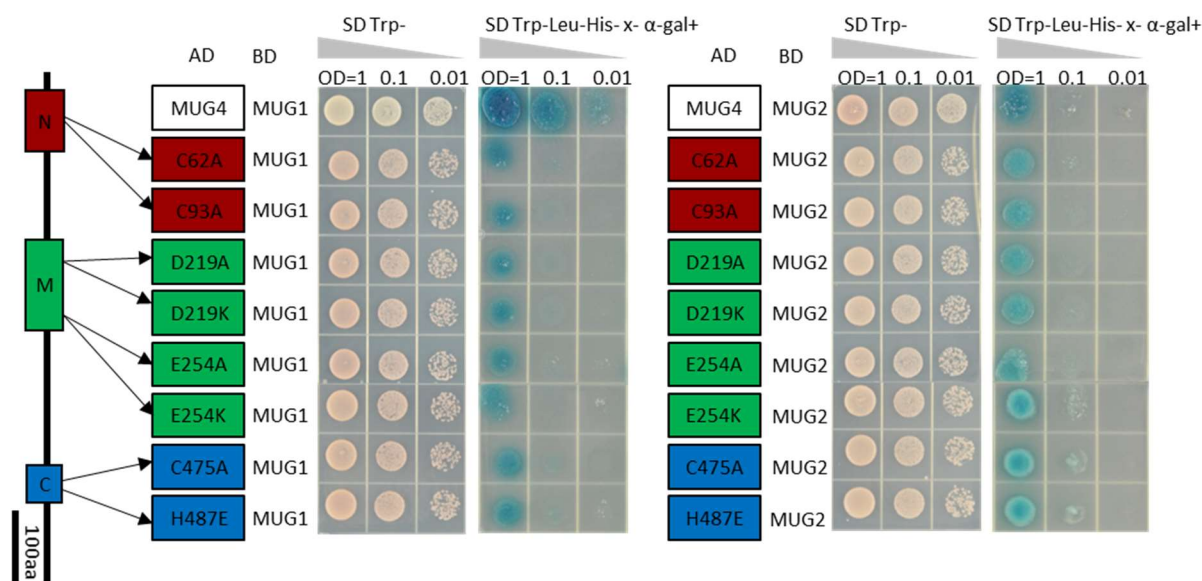 SD Trp- SD Trp-Leu-His- x- α-gal+ SD Trp- SD Trp-Leu-His- x- α-gal+
AD BD AD BD
OD=1 0.1 0.01 OD=1 0.1 0.01 OD=1 0.1 0.01 OD=1 0.1 0.01
MUG4 MUG1 MUG4 MUG2
N
C62A MUG1 C62A MUG2
C93A MUG1 C93A MUG2
D219A MUG1 D219A MUG2
M
D219K MUG1 D219K MUG2
E254A MUG1 E254A MUG2
E254K MUG1 E254K MUG2
C475A MUG1 C475A MUG2
C
H487E MUG1 H487E MUG2
100aa